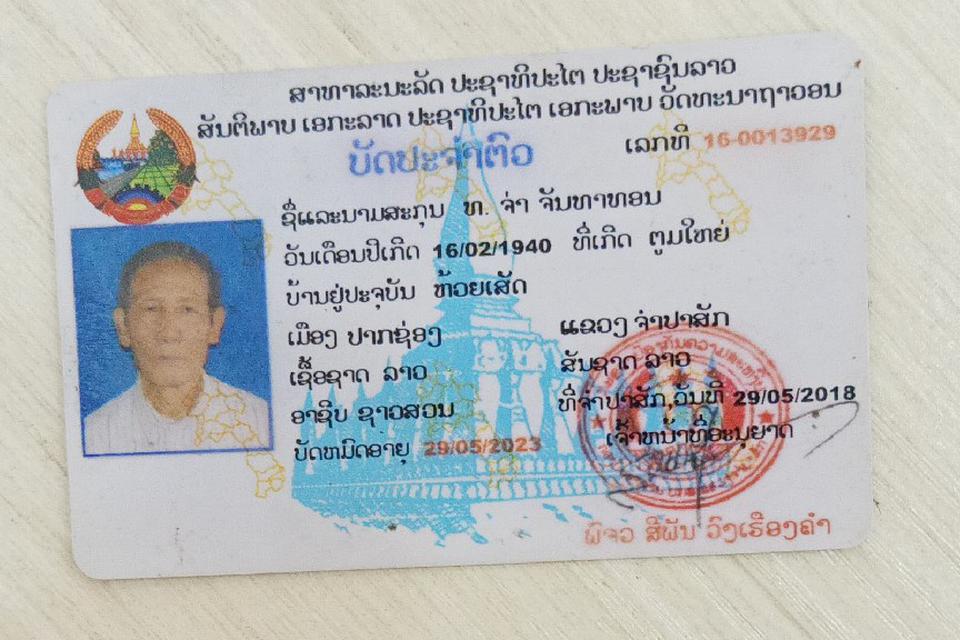 ສາທາລະນະລັດ ປະຊາທິປະໄຕ ປະຊາຊົນລາວ
ສັນຕິພາບ ເອກະລາດ ປະຊາທິປະໄຕ ເອກະພາບ ວັດທະນາຖາວອນ
ບັດປະຈຳຕົວ ເລກທີ 16-0013929
ຊື່ແລະນາມສະກຸນ ທ. ຈ່າ ຈັນທາທອນ
ວັນເດືອນປີເກີດ 16/02/1940 ທີ່ເກີດ ຕູມໃຫຍ່
ບ້ານຢູ່ປະຈຸບັນ ຫ້ວຍເສັດ
ເມືອງ ປາກຊ່ອງ ແຂວງ ຈຳປາສັກ
ເຊື້ອຊາດ ລາວ ສັນຊາດ ລາວ
ອາຊີບ ຊາວສວນ ທີ່ຈຳປາສັກ,ວັນທີ 29/05/2018
ບັດຫມົດອາຍຸ 29/05/2023 ເຈົ້າຫນ້າທີ່ອະນຸຍາດ
ພົຈວ ສີພັນ ວົງເຮືອງຄຳ